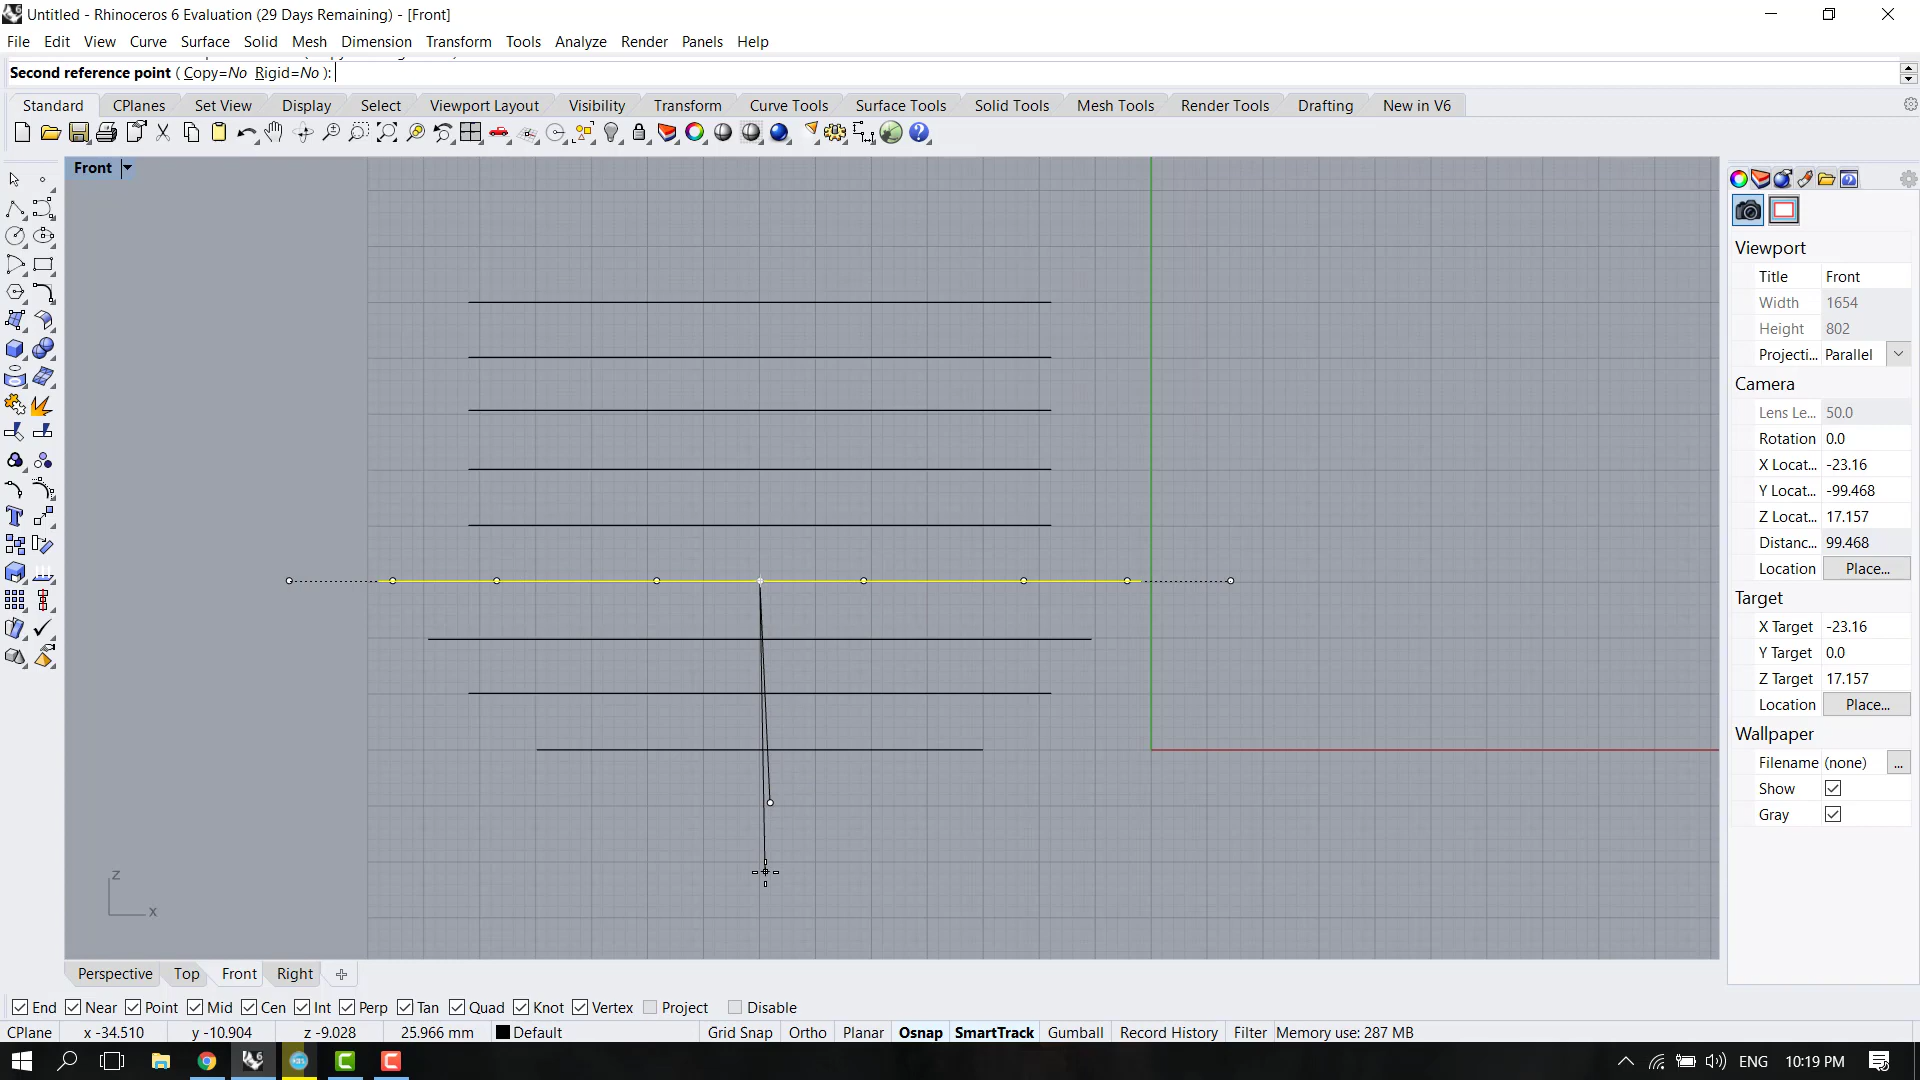 Untitled - Rhinoceros 6 Evaluation (29 Days Remaining) - [Front]
File Edit View Curve Surface Solid Mesh Dimension Transform Tools Analyze Render Panels Help
Second reference point ( Copy=No Rigid=No ):
Standard CPlanes Set View Display Select Viewport Layout Visibility Transform Curve Tools Surface Tools Solid Tools Mesh Tools Render Tools Drafting New in V6
Front
Viewport
Title Front
Width 1654
Height 802
Projecti... Parallel
Camera
Lens Le... 50.0
Rotation 0.0
X Locat... -23.16
Y Locat... -99.468
Z Locat... 17.157
Distanc... 99.468
Location Place...
Target
X Target -23.16
Y Target 0.0
Z Target 17.157
Location Place...
Wallpaper
Filename (none) ...
Show
Gray
z
x
Perspective Top Front Right
End Near Point Mid Cen Int Perp Tan Quad Knot Vertex Project Disable
CPlane x -34.510 y -10.904 z -9.028 25.966 mm Default Grid Snap Ortho Planar Osnap SmartTrack Gumball Record History Filter Memory use: 287 MB
ENG 10:19 PM